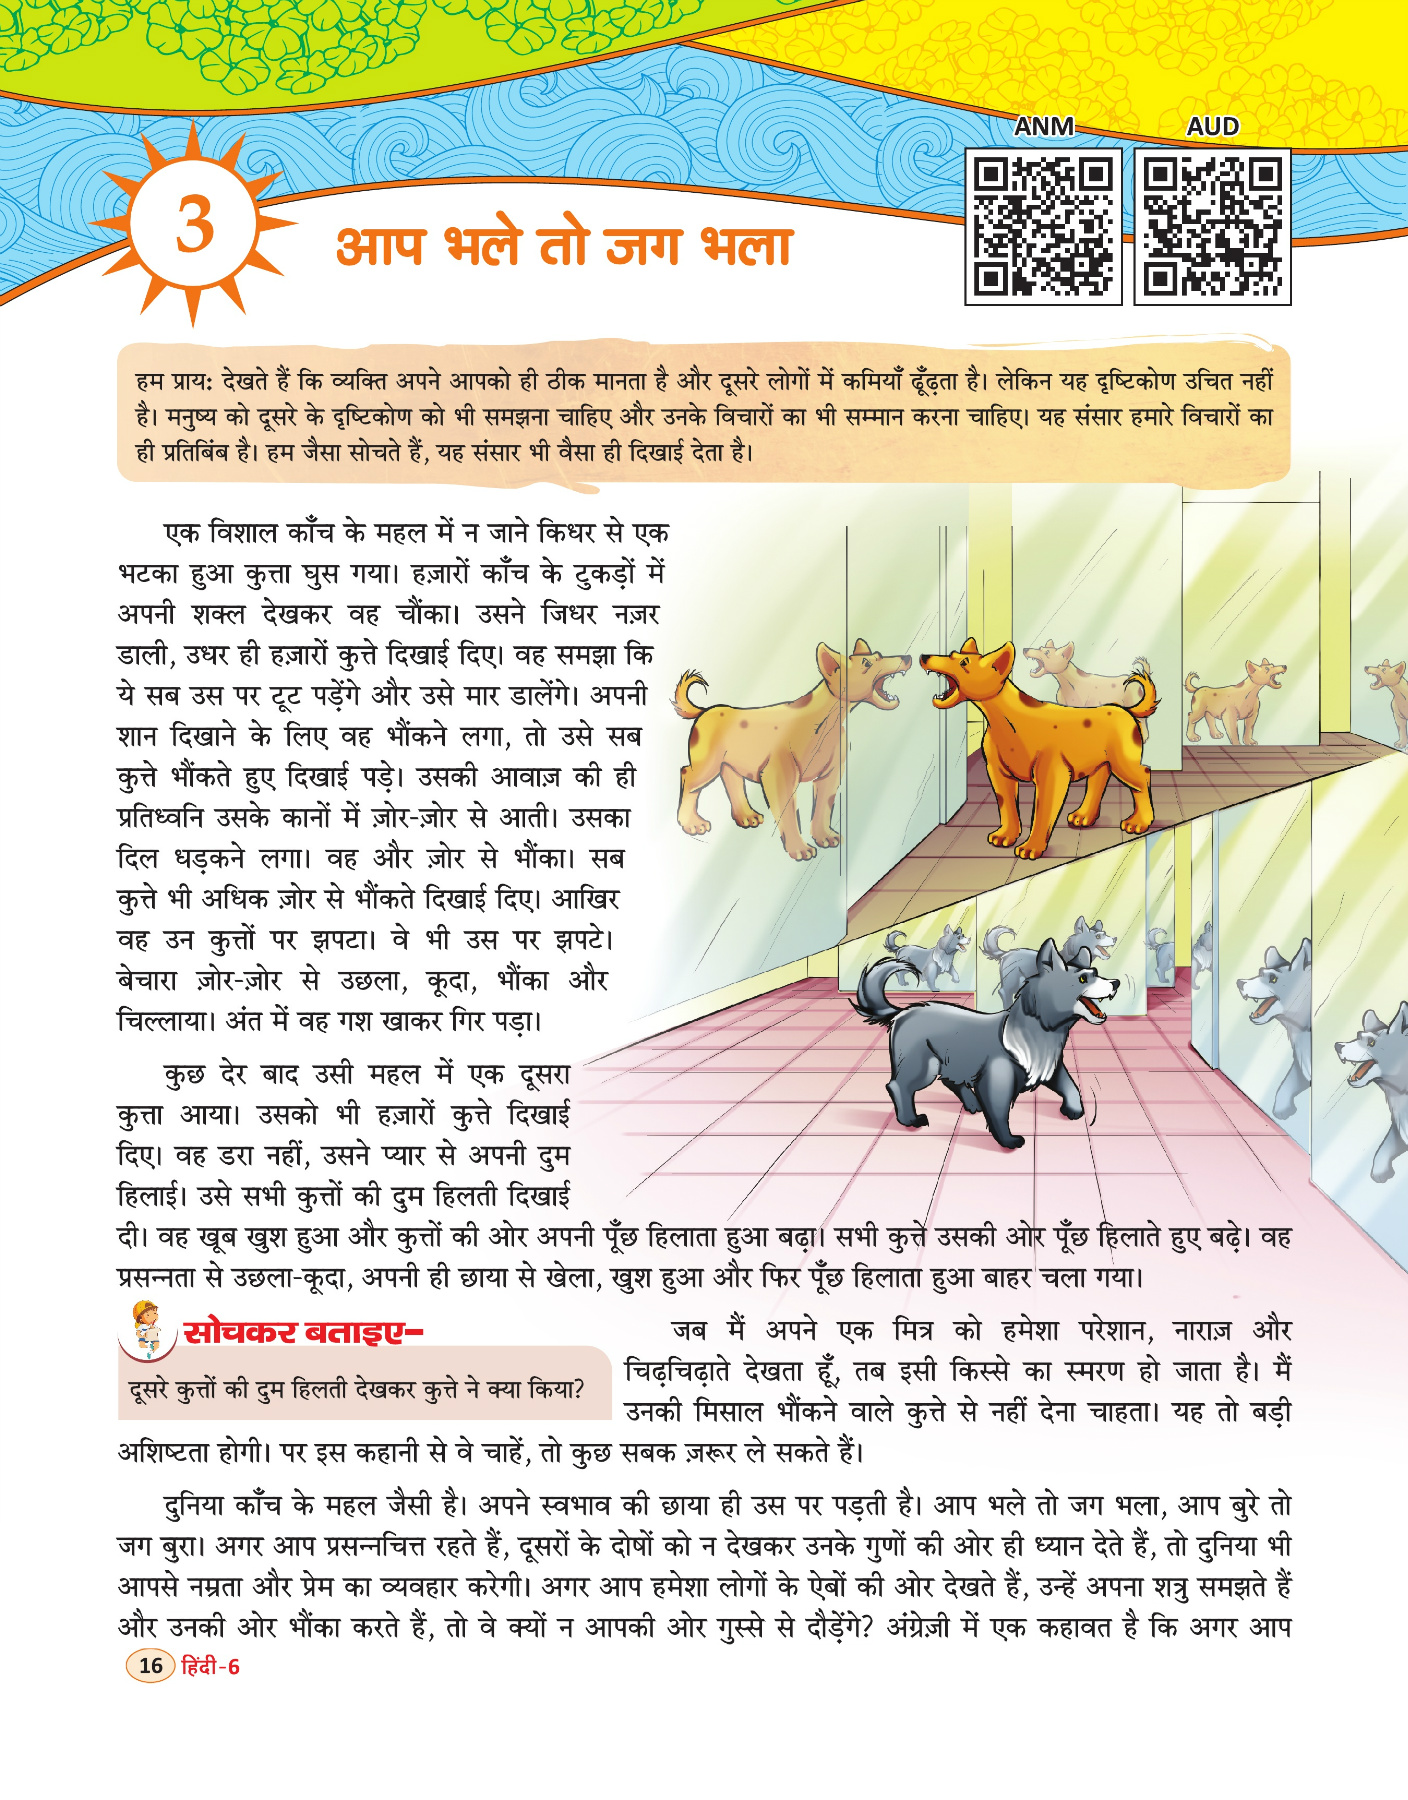 ANM
AUD
3
आप भले तो जग भला
हम प्राय: देखते हैं कि व्यक्ति अपने आपको ही ठीक मानता है और दूसरे लोगों में कमियाँ ढूँढ़ता है। लेकिन यह दृष्टिकोण उचित नहीं
है। मनुष्य को दूसरे के दृष्टिकोण को भी समझना चाहिए और उनके विचारों का भी सम्मान करना चाहिए। यह संसार हमारे विचारों का
ही प्रतिबिंब है। हम जैसा सोचते हैं, यह संसार भी वैसा ही दिखाई देता है।
एक विशाल काँच के महल में न जाने किधर से एक
भटका हुआ कुत्ता घुस गया। हज़ारों काँच के टुकड़ों में
अपनी शक्ल देखकर वह चौंका। उसने जिधर नज़र
डाली, उधर ही हज़ारों कुत्ते दिखाई दिए। वह समझा कि
ये सब उस पर टूट पड़ेंगे और उसे मार डालेंगे। अपनी
शान दिखाने के लिए वह भौंकने लगा, तो उसे सब
कुत्ते भौंकते हुए दिखाई पड़े। उसकी आवाज़ की ही
प्रतिध्वनि उसके कानों में ज़ोर-ज़ोर से आती। उसका
दिल धड़कने लगा। वह और ज़ोर से भौंका। सब
कुत्ते भी अधिक ज़ोर से भौंकते दिखाई दिए। आखिर
वह उन कुत्तों पर झपटा। वे भी उस पर झपटे।
बेचारा ज़ोर-ज़ोर से उछला, कूदा, भौंका और
चिल्लाया। अंत में वह गश खाकर गिर पड़ा।
कुछ देर बाद उसी महल में एक दूसरा
कुत्ता आया। उसको भी हज़ारों कुत्ते दिखाई
दिए। वह डरा नहीं, उसने प्यार से अपनी दुम
हिलाई। उसे सभी कुत्तों की दुम हिलती दिखाई
दी। वह खूब खुश हुआ और कुत्तों की ओर अपनी पूँछ हिलाता हुआ बढ़ा। सभी कुत्ते उसकी ओर पूँछ हिलाते हुए बढ़े। वह
प्रसन्नता से उछला-कूदा, अपनी ही छाया से खेला, खुश हुआ और फिर पूँछ हिलाता हुआ बाहर चला गया।
सोचकर बताइए–
दूसरे कुत्तों की दुम हिलती देखकर कुत्ते ने क्या किया?
जब मैं अपने एक मित्र को हमेशा परेशान, नाराज़ और
चिढ़चिढ़ाते देखता हूँ, तब इसी किस्से का स्मरण हो जाता है। मैं
उनकी मिसाल भौंकने वाले कुत्ते से नहीं देना चाहता। यह तो बड़ी
अशिष्टता होगी। पर इस कहानी से वे चाहें, तो कुछ सबक ज़रूर ले सकते हैं।
दुनिया काँच के महल जैसी है। अपने स्वभाव की छाया ही उस पर पड़ती है। आप भले तो जग भला, आप बुरे तो
जग बुरा। अगर आप प्रसन्नचित्त रहते हैं, दूसरों के दोषों को न देखकर उनके गुणों की ओर ही ध्यान देते हैं, तो दुनिया भी
आपसे नम्रता और प्रेम का व्यवहार करेगी। अगर आप हमेशा लोगों के ऐबों की ओर देखते हैं, उन्हें अपना शत्रु समझते हैं
और उनकी ओर भौंका करते हैं, तो वे क्यों न आपकी ओर गुस्से से दौड़ेंगे? अंग्रेज़ी में एक कहावत है कि अगर आप
16 हिंदी-6